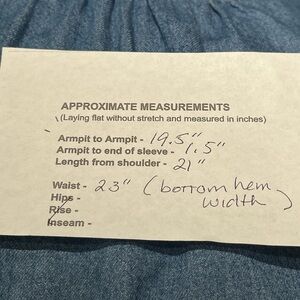 APPROXIMATE MEASUREMENTS
(Laying flat without stretch and measured in inches)
Armpit to Armpit - 19.5"
Armpit to end of sleeve - 1.5"
Length from shoulder - 21"
Waist - 23" (bottom hem width)
Hips -
Rise -
Inseam -